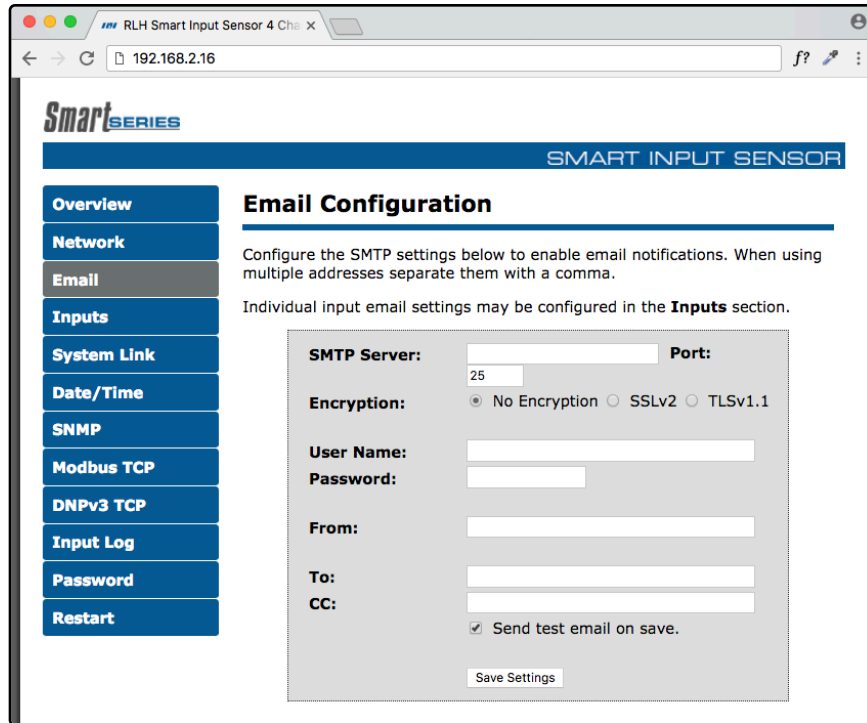 RLH Smart Input Sensor 4 Cha
192.168.2.16
f?
Smart SERIES
SMART INPUT SENSOR
Overview
Network
Email
Inputs
System Link
Date/Time
SNMP
Modbus TCP
DNPv3 TCP
Input Log
Password
Restart
Email Configuration
Configure the SMTP settings below to enable email notifications. When using
multiple addresses separate them with a comma.
Individual input email settings may be configured in the Inputs section.
SMTP Server: Port:
25
Encryption: No Encryption SSLv2 TLSv1.1
User Name:
Password:
From:
To:
CC:
Send test email on save.
Save Settings